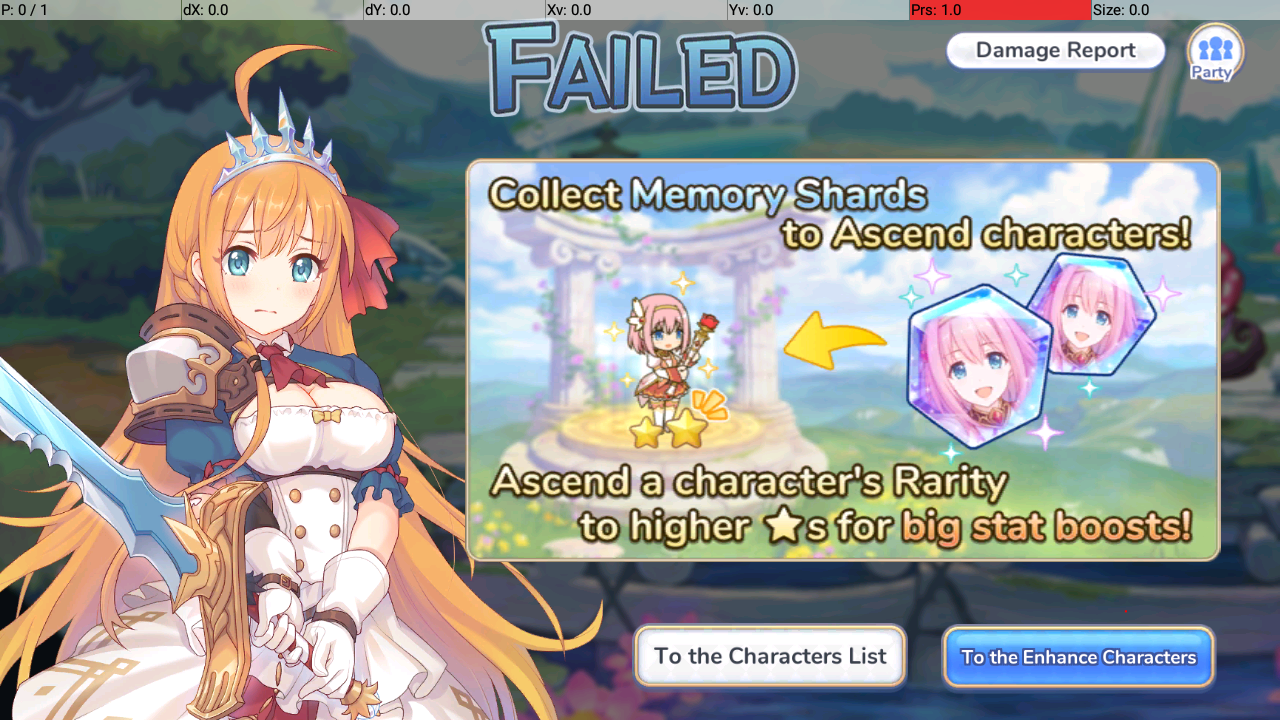 P: 0 / 1 dX: 0.0 dY: 0.0 Xv: 0.0 Yv: 0.0 Prs: 1.0 Size: 0.0
FAILED
Damage Report
Party
Collect Memory Shards
to Ascend characters!
Ascend a character's Rarity
to higher ★s for big stat boosts!
To the Characters List
To the Enhance Characters